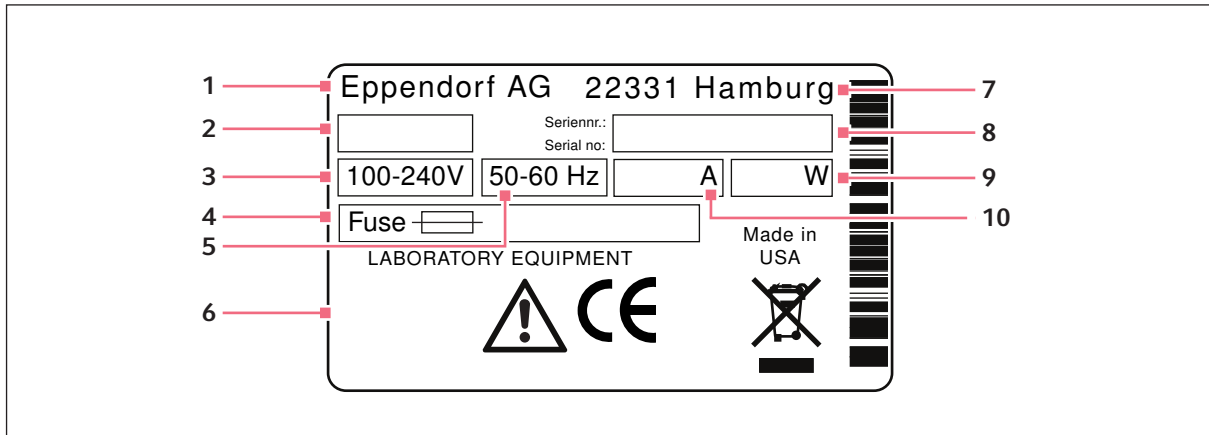 1 Eppendorf AG 22331 Hamburg 7
2 Seriennr.: 8
Serial no:
3 100-240V 50-60 Hz A W 9
4 Fuse 10
5 Made in
LABORATORY EQUIPMENT USA
6 CE